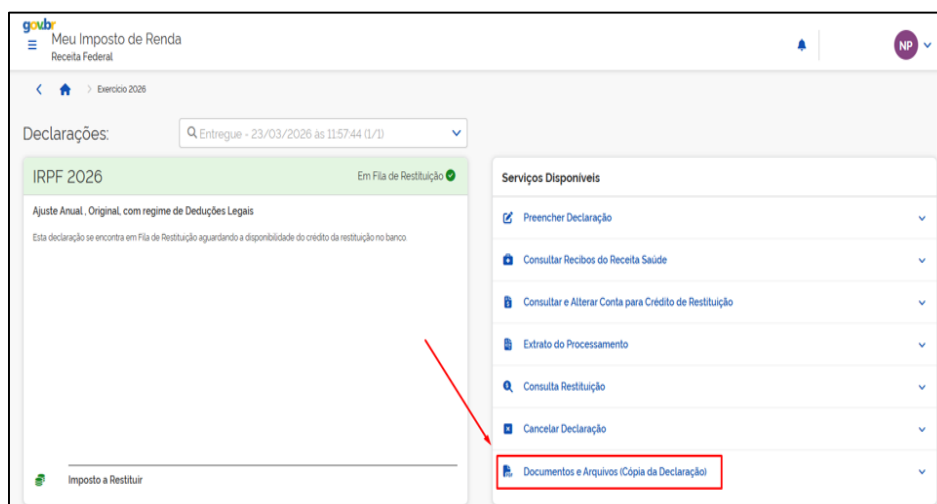 gov.br
Meu Imposto de Renda
Receita Federal
NP
Exercício 2026
Declarações:
Entregue - 23/03/2026 às 11:57:44 (1/1)
IRPF 2026
Em Fila de Restituição
Ajuste Anual , Original, com regime de Deduções Legais
Esta declaração se encontra em Fila de Restituição aguardando a disponibilidade do crédito da restituição no banco
Imposto a Restituir
Serviços Disponíveis
Preencher Declaração
Consultar Recibos do Receita Saúde
Consultar e Alterar Conta para Crédito de Restituição
Extrato do Processamento
Consulta Restituição
Cancelar Declaração
Documentos e Arquivos (Cópia da Declaração)